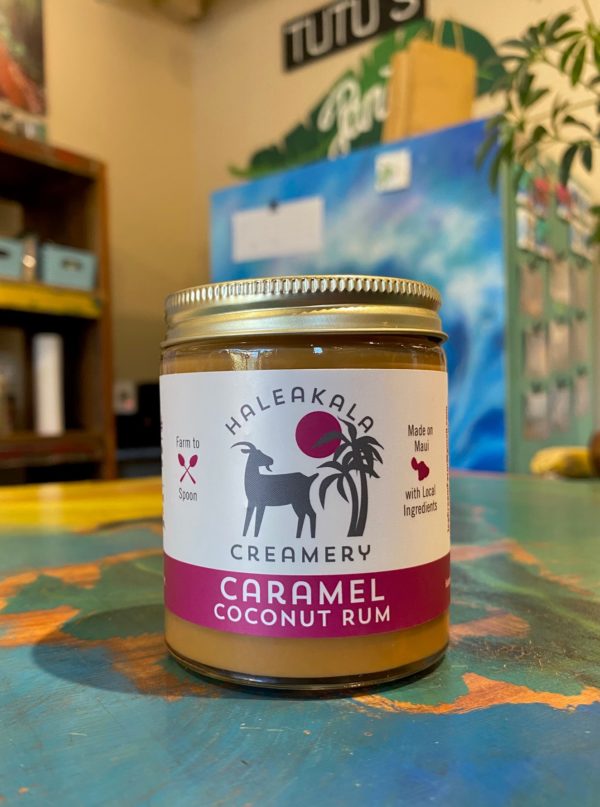 TUTU'S
HALEAKALA
Farm to
Spoon
Made on
Maui
with Local
Ingredients
CREAMERY
CARAMEL
COCONUT RUM